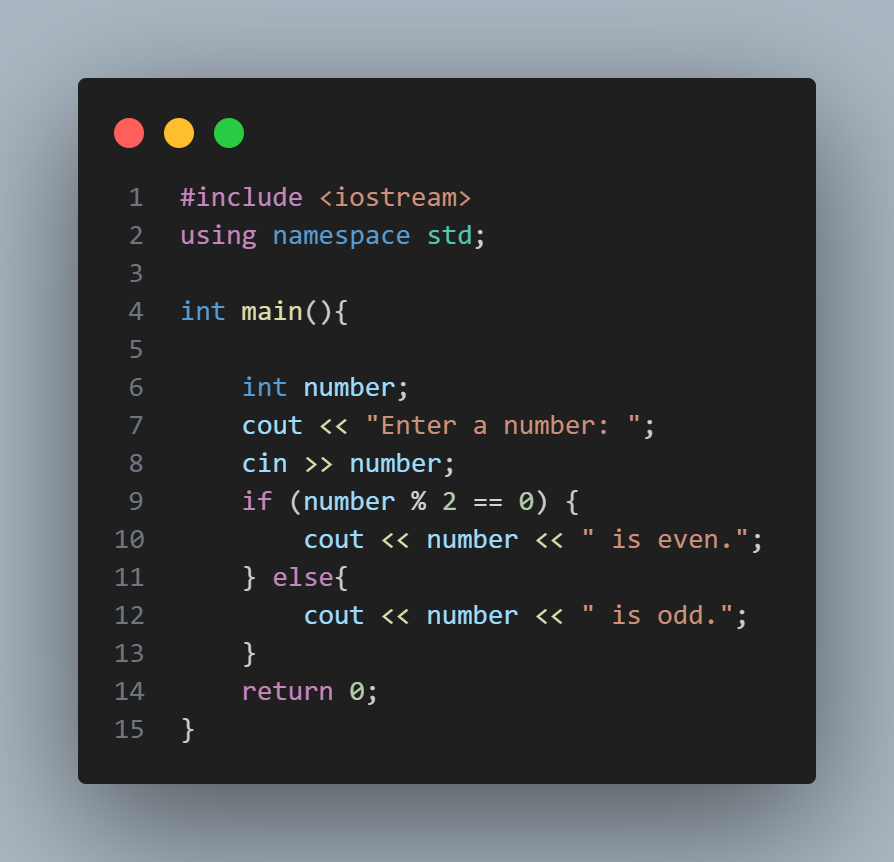 1 #include <iostream>
2 using namespace std;
3
4 int main(){
5
6     int number;
7     cout << "Enter a number: ";
8     cin >> number;
9     if (number % 2 == 0) {
10         cout << number << " is even.";
11     } else{
12         cout << number << " is odd.";
13     }
14     return 0;
15 }